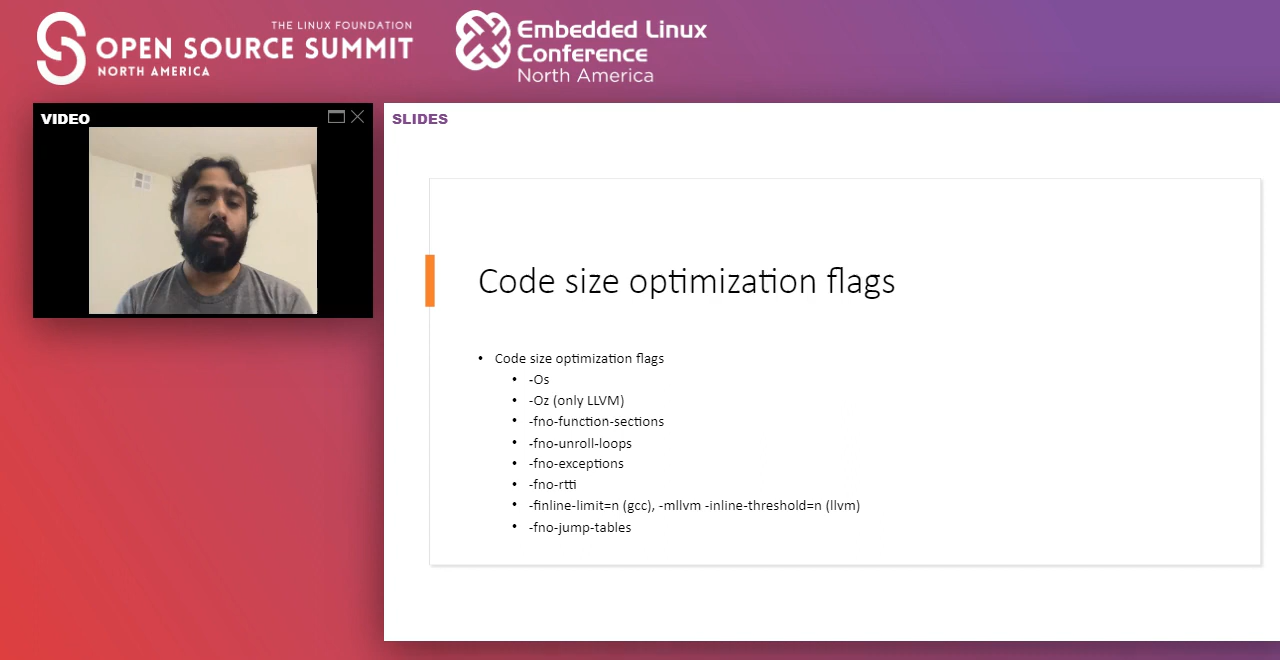 THE LINUX FOUNDATION
OPEN SOURCE SUMMIT
NORTH AMERICA
Embedded Linux
Conference
North America
VIDEO
SLIDES
Code size optimization flags
• Code size optimization flags
• -Os
• -Oz (only LLVM)
• -fno-function-sections
• -fno-unroll-loops
• -fno-exceptions
• -fno-rtti
• -finline-limit=n (gcc), -mllvm -inline-threshold=n (llvm)
• -fno-jump-tables